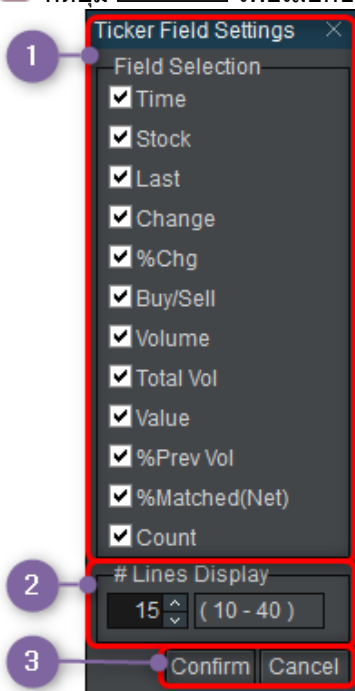 Ticker Field Settings
1
Field Selection
Time
Stock
Last
Change
%Chg
Buy/Sell
Volume
Total Vol
Value
%Prev Vol
%Matched(Net)
Count
# Lines Display
2
15 ( 10 - 40 )
3
Confirm Cancel